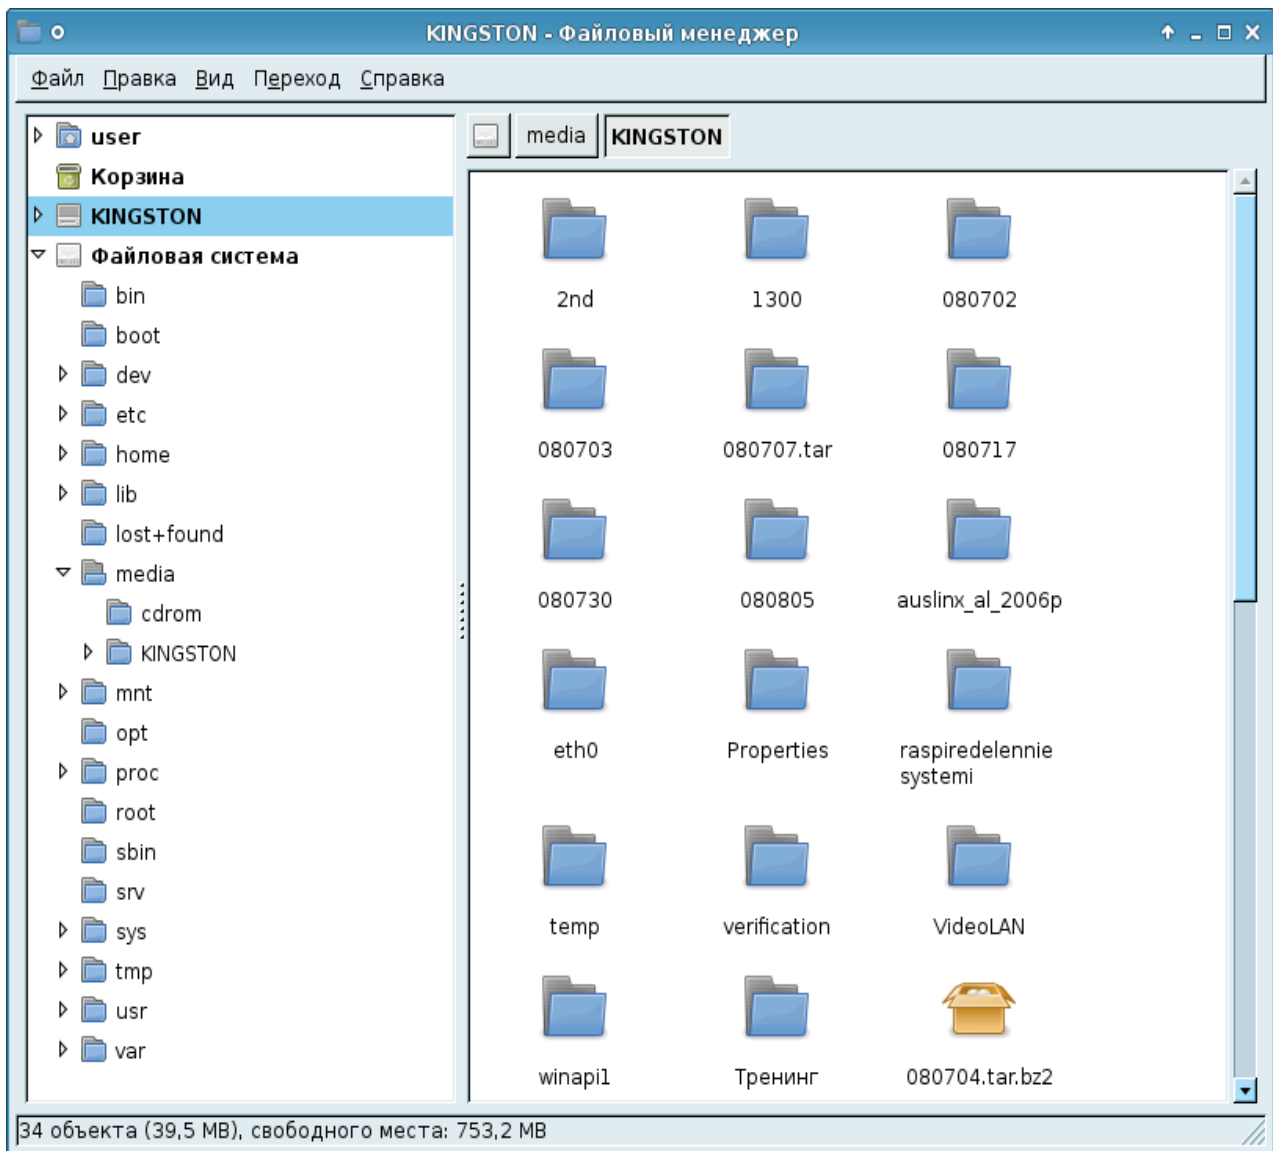 KINGSTON - Файловый менеджер
Файл Правка Вид Переход Справка
user
Корзина
KINGSTON
Файловая система
bin
boot
dev
etc
home
lib
lost+found
media
cdrom
KINGSTON
mnt
opt
proc
root
sbin
srv
sys
tmp
usr
var
media KINGSTON
2nd 1300 080702
080703 080707.tar 080717
080730 080805 auslinx_al_2006p
eth0 Properties raspiredelennie
systemi
temp verification VideoLAN
winapi1 Тренинг 080704.tar.bz2
34 объекта (39,5 MB), свободного места: 753,2 MB